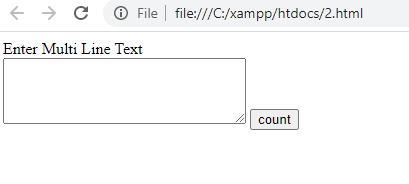 File file:///C:/xampp/htdocs/2.html
Enter Multi Line Text
count